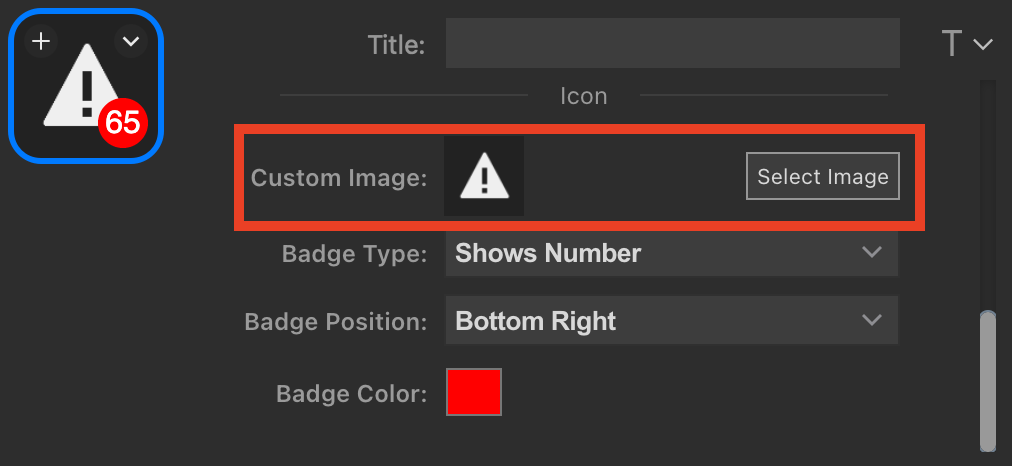 65
Title:
T
Icon
Custom Image:
Select Image
Badge Type:
Shows Number
Badge Position:
Bottom Right
Badge Color: